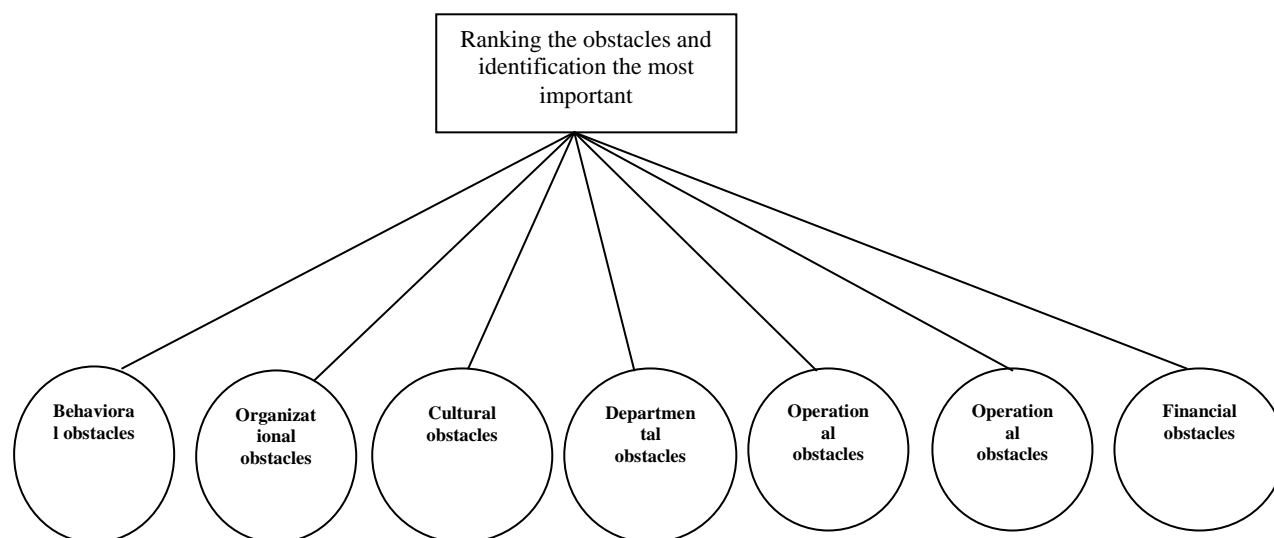 Ranking the obstacles and
identification the most
important
Behaviora
l obstacles
Organizat
ional
obstacles
Cultural
obstacles
Departmen
tal
obstacles
Operation
al
obstacles
Operation
al
obstacles
Financial
obstacles